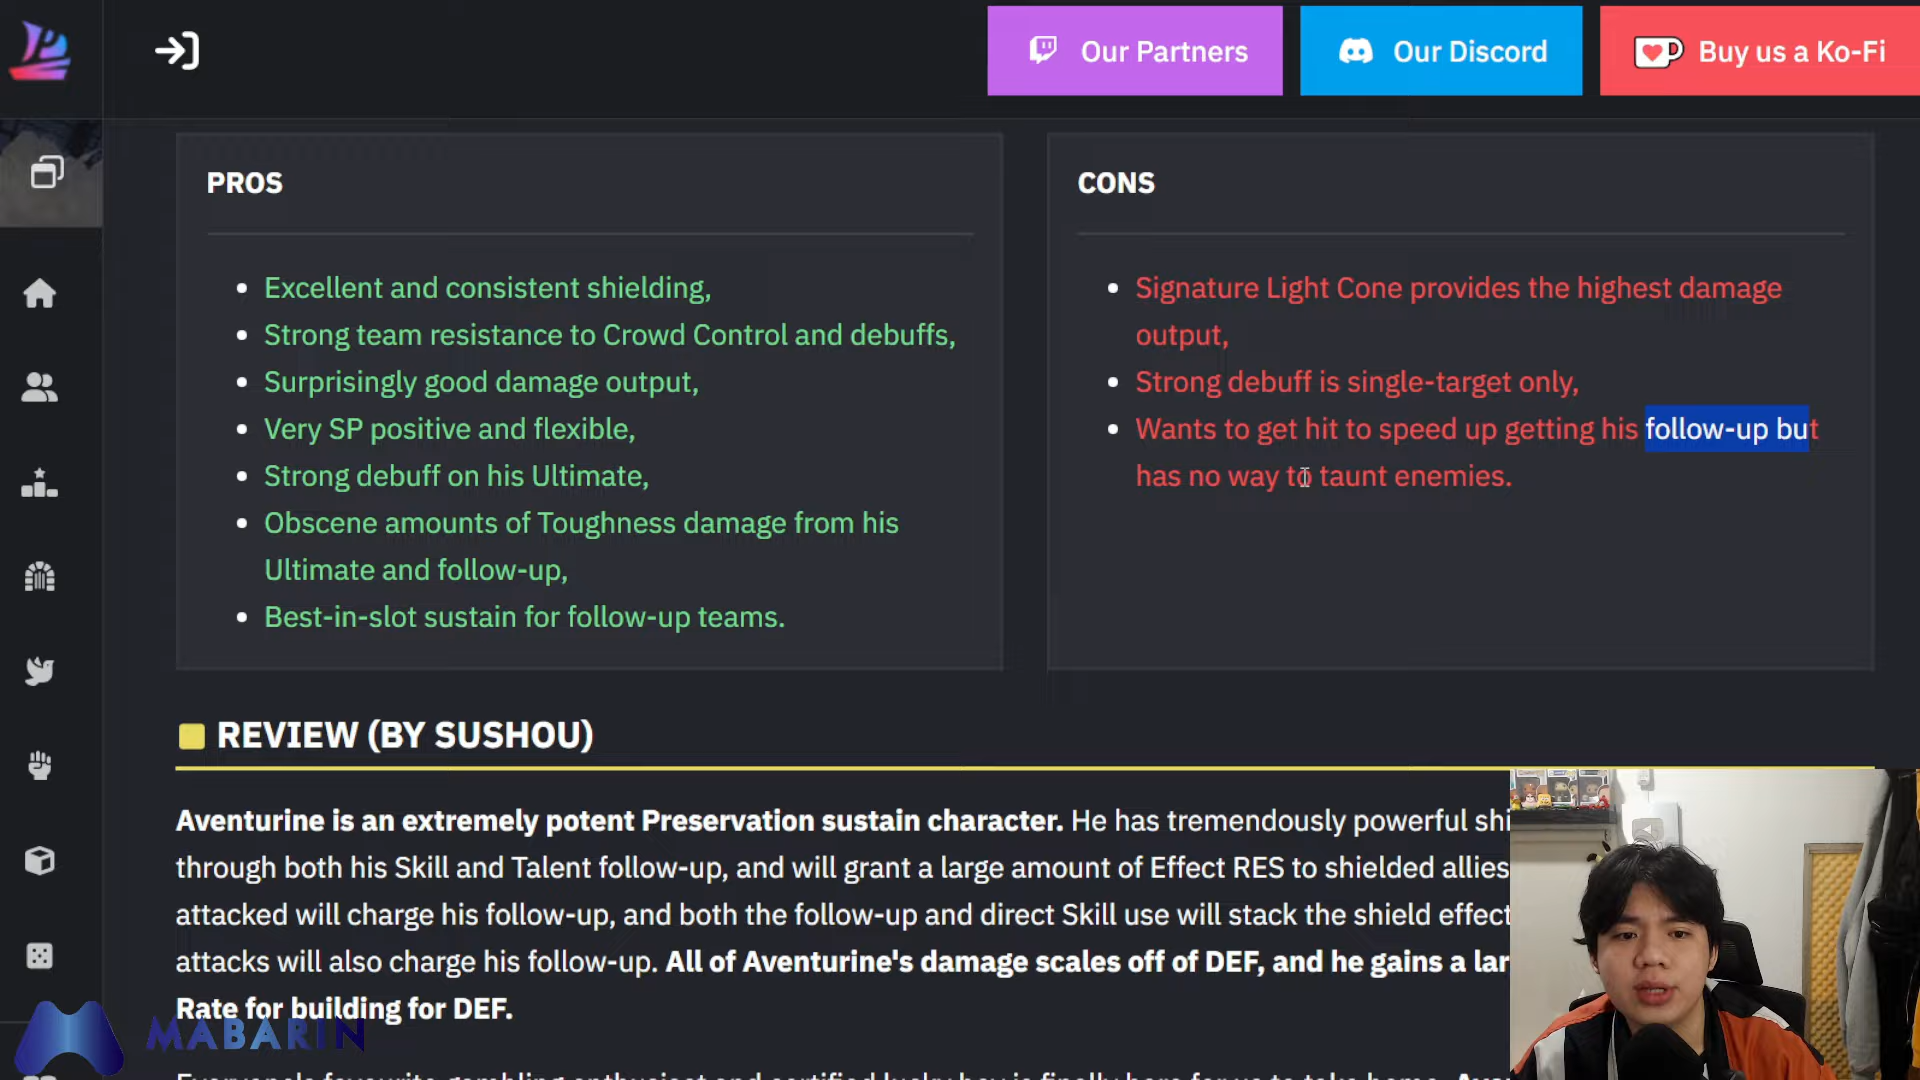 Our Partners
Our Discord
Buy us a Ko-Fi
PROS
Excellent and consistent shielding,
Strong team resistance to Crowd Control and debuffs,
Surprisingly good damage output,
Very SP positive and flexible,
Strong debuff on his Ultimate,
Obscene amounts of Toughness damage from his
Ultimate and follow-up,
Best-in-slot sustain for follow-up teams.
CONS
Signature Light Cone provides the highest damage
output,
Strong debuff is single-target only,
Wants to get hit to speed up getting his follow-up but
has no way to taunt enemies.
REVIEW (BY SUSHOU)
Aventurine is an extremely potent Preservation sustain character. He has tremendously powerful shi
through both his Skill and Talent follow-up, and will grant a large amount of Effect RES to shielded allies
attacked will charge his follow-up, and both the follow-up and direct Skill use will stack the shield effect
attacks will also charge his follow-up. All of Aventurine's damage scales off of DEF, and he gains a lar
Rate for building for DEF.
MABARIN